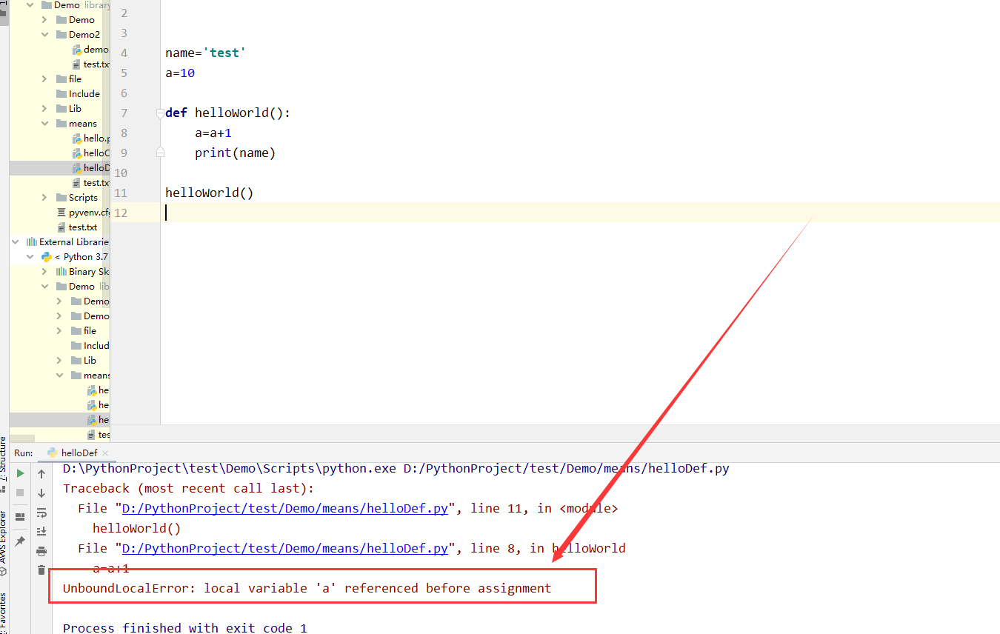 Demo library
Demo
Demo2
demo.
test.tx
file
Include
Lib
means
hello.p
helloC
helloD
test.tx
Scripts
pyvenv.cfg
test.txt
External Librarie
< Python 3.7
Binary Sk
Demo lib
Demo
Demo
file
Includ
Lib
means
he
he
he
tes
2
3
4 name='test'
5 a=10
6
7 def helloWorld():
8 a=a+1
9 print(name)
10
11 helloWorld()
12
Run: helloDef
D:\PythonProject\test\Demo\Scripts\python.exe D:/PythonProject/test/Demo/means/helloDef.py
Traceback (most recent call last):
File "D:/PythonProject/test/Demo/means/helloDef.py", line 11, in <module>
helloWorld()
File "D:/PythonProject/test/Demo/means/helloDef.py", line 8, in helloWorld
a=a+1
UnboundLocalError: local variable 'a' referenced before assignment
Process finished with exit code 1
7: Structure
AWS Explorer
Favorites